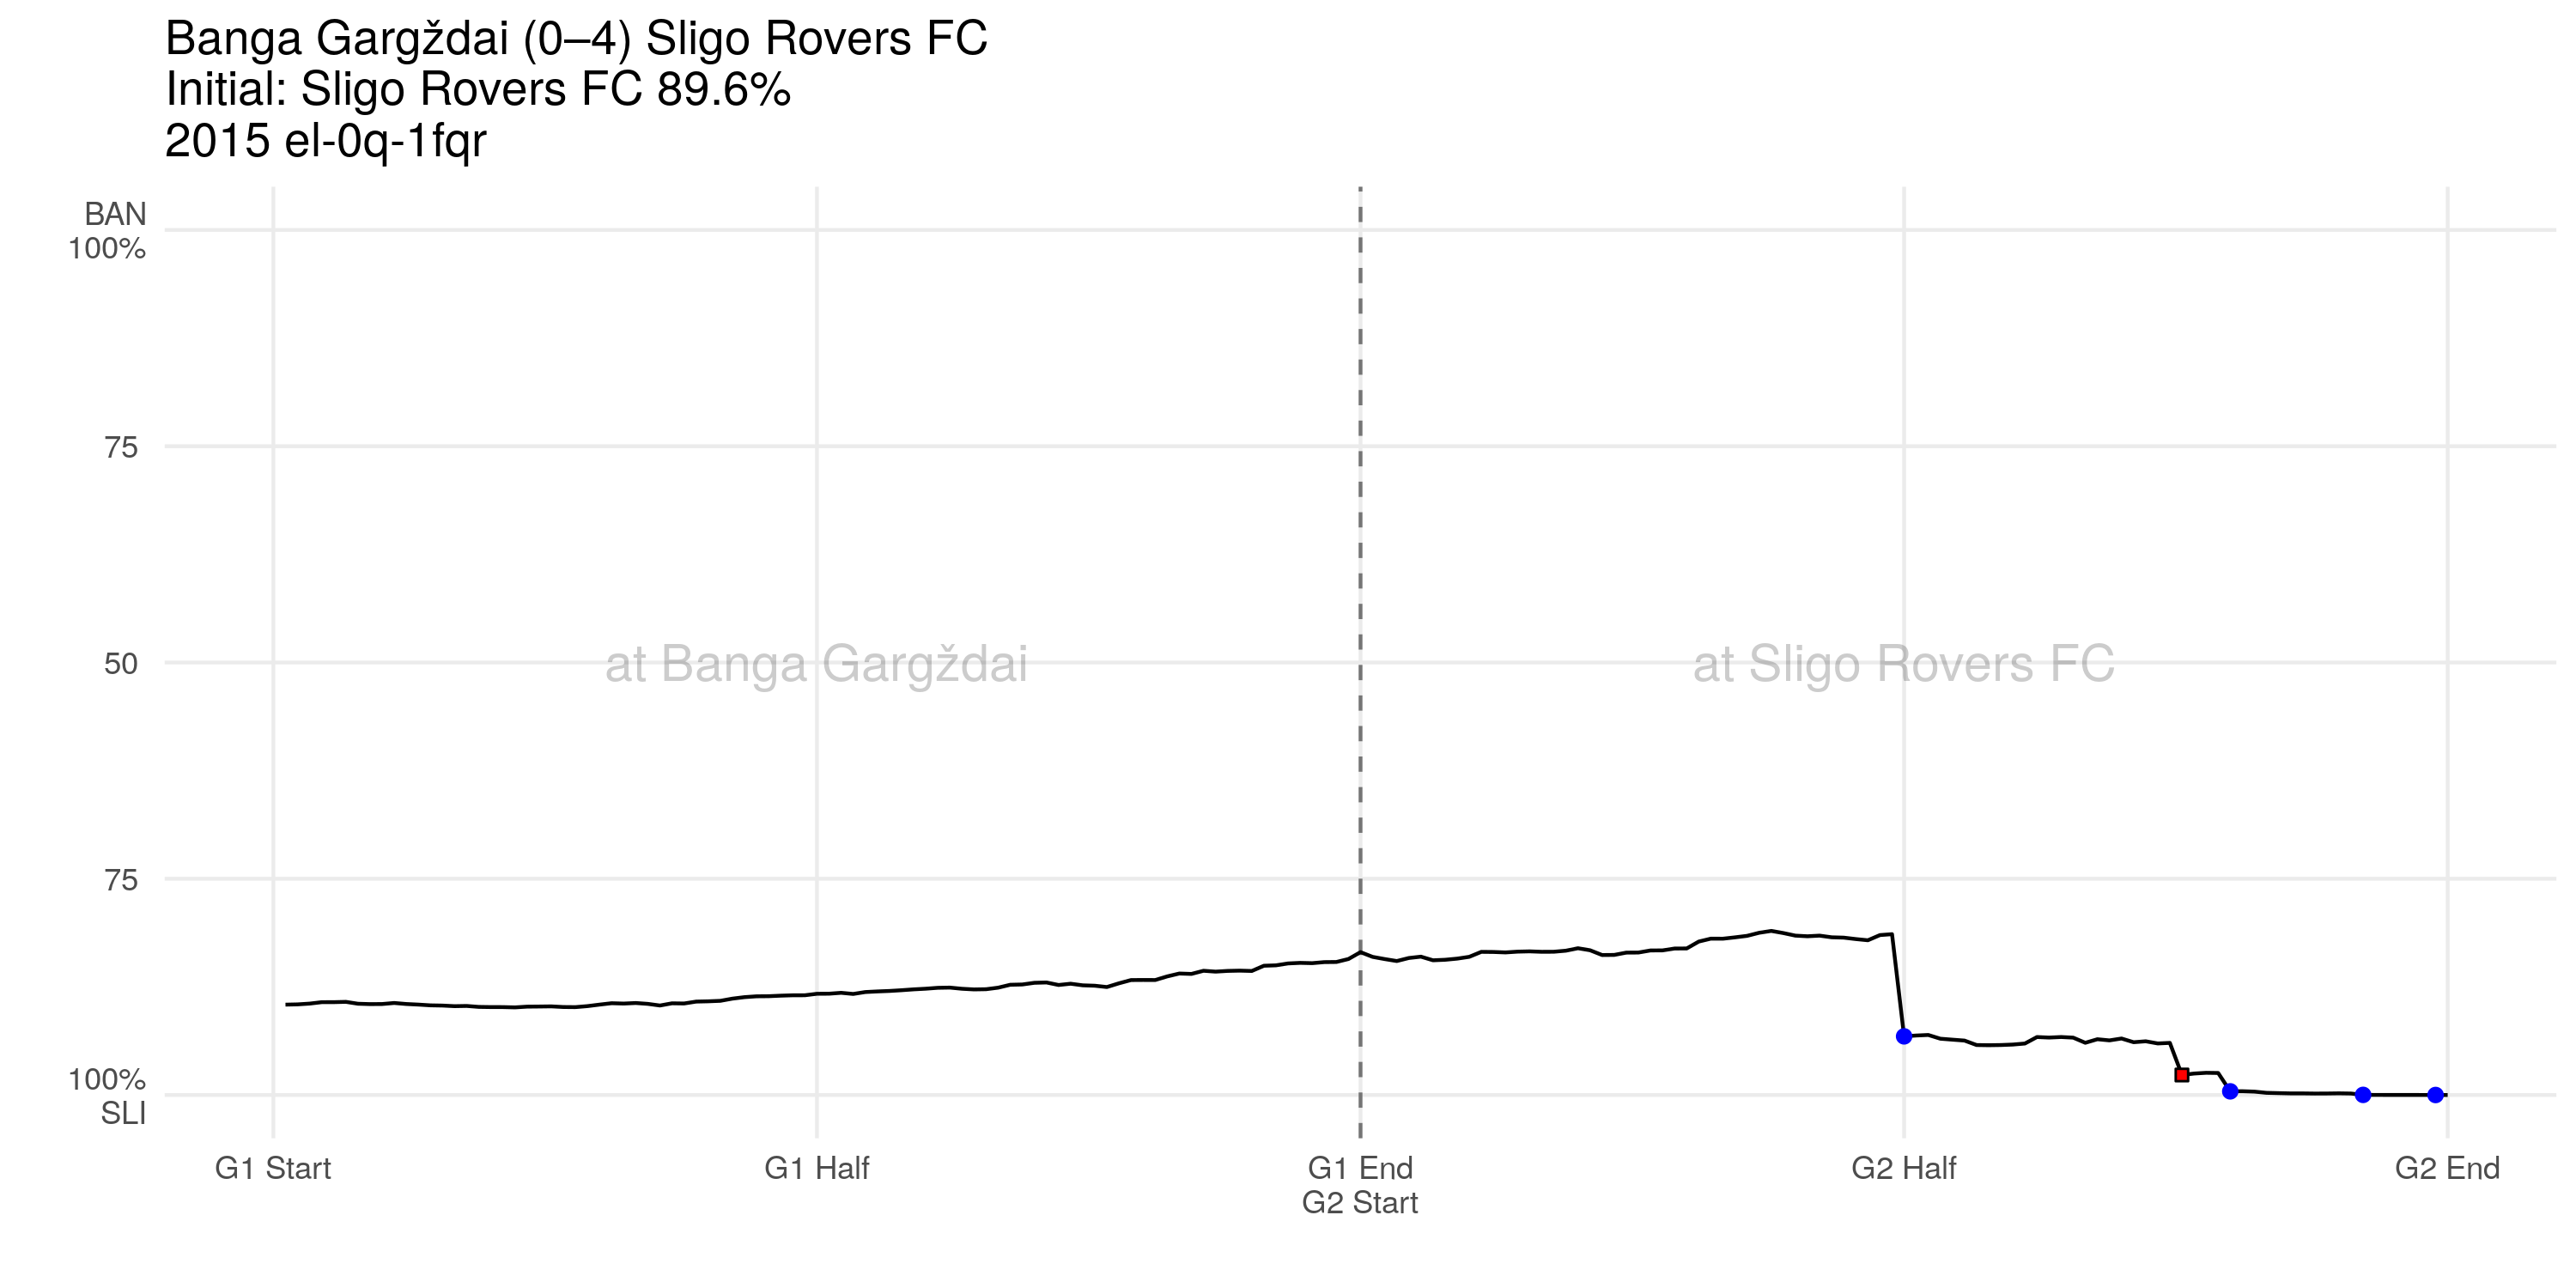 Banga Gargždai (0–4) Sligo Rovers FC
Initial: Sligo Rovers FC 89.6%
2015 el-0q-1fqr
BAN
100%
75
50
75
100%
SLI
at Banga Gargždai
at Sligo Rovers FC
G1 Start
G1 Half
G1 End
G2 Start
G2 Half
G2 End